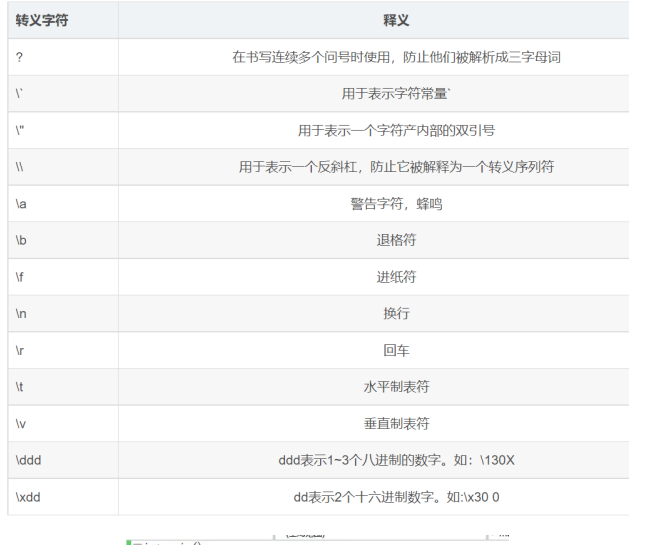 转义字符 释义
? 在书写连续多个问号时使用，防止他们被解析成三字母词
\` 用于表示字符常量`
\" 用于表示一个字符产内部的双引号
\\ 用于表示一个反斜杠，防止它被解释为一个转义序列符
\a 警告字符，蜂鸣
\b 退格符
\f 进纸符
\n 换行
\r 回车
\t 水平制表符
\v 垂直制表符
\ddd ddd表示1~3个八进制的数字。如：\130X
\xdd dd表示2个十六进制数字。如:\x30 0